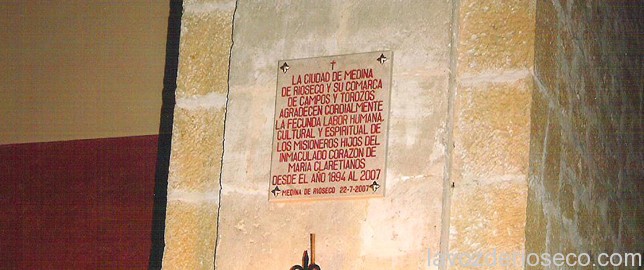 LA CIUDAD DE MEDINA
DE RIOSECO Y SU COMARCA
DE CAMPOS Y TOROZOS
AGRADECEN CORDIALMENTE
LA FECUNDA LABOR HUMANA,
CULTURAL Y ESPIRITUAL DE
LOS MISIONEROS HIJOS DEL
INMACULADO CORAZON DE
MARIA CLARETIANOS
DESDE EL AÑO 1894 AL 2007
MEDINA DE RIOSECO 22-7-2007